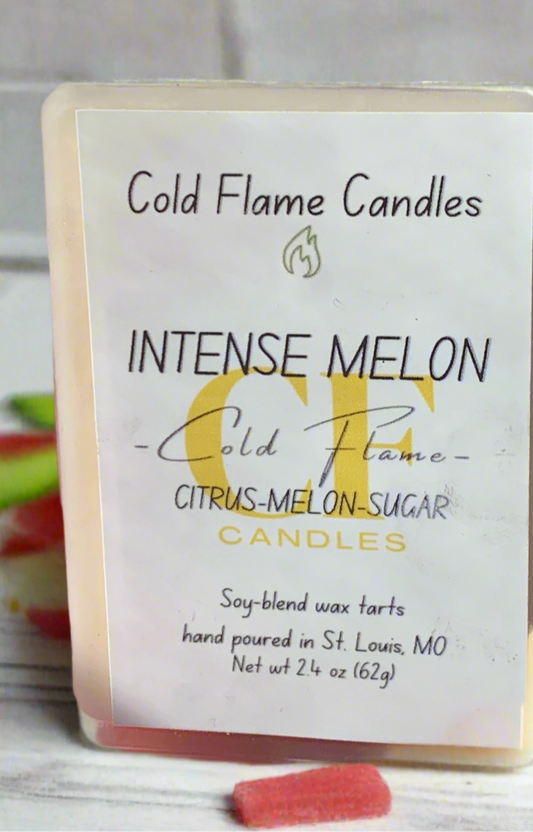 Cold Flame Candles
INTENSE MELON
CF
-Cold Flame-
CITRUS-MELON-SUGAR
CANDLES
Soy-blend wax tarts
hand poured in St. Louis, MO
Net wt 2.4 oz (62g)